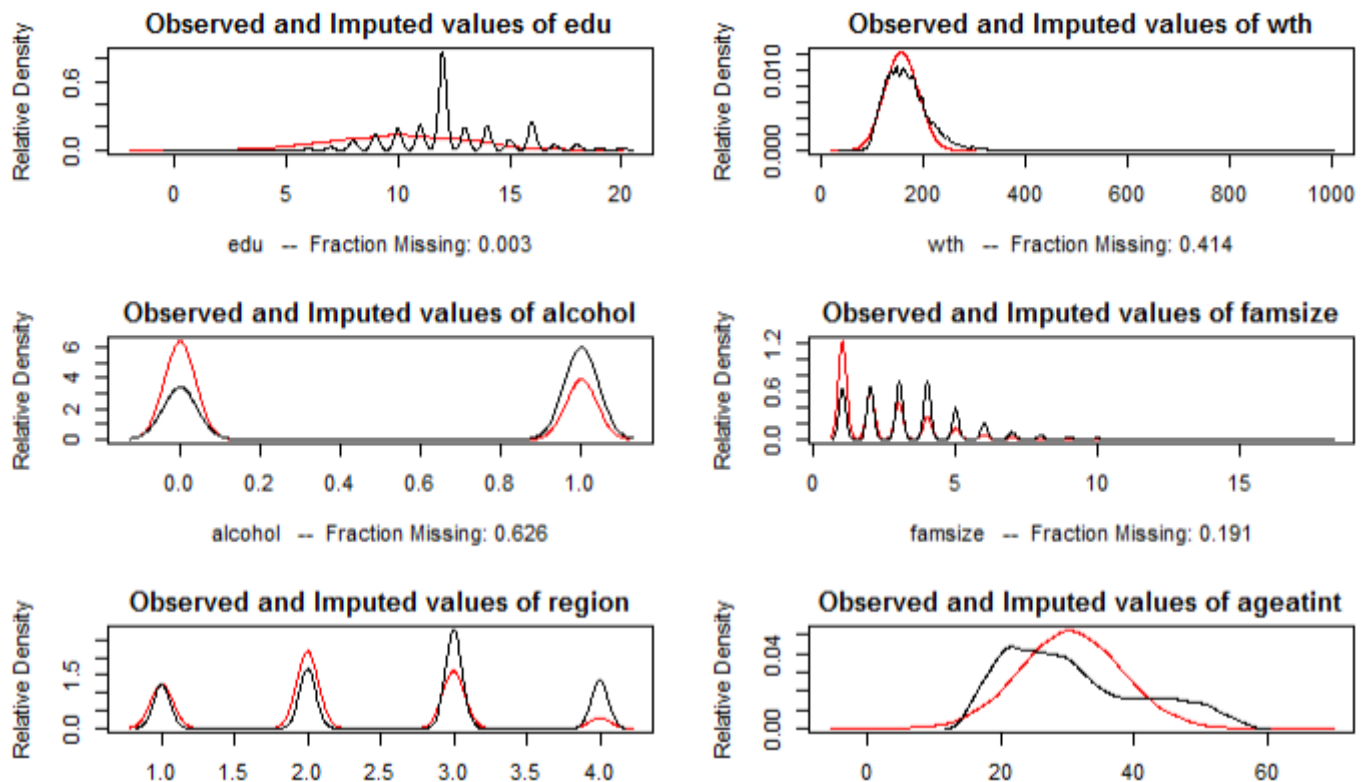 Observed and Imputed values of edu
Relative Density
0.0 0.6
0 5 10 15 20
edu -- Fraction Missing: 0.003
Observed and Imputed values of wth
Relative Density
0.000 0.010
0 200 400 600 800 1000
wth -- Fraction Missing: 0.414
Observed and Imputed values of alcohol
Relative Density
0 2 4 6
0.0 0.2 0.4 0.6 0.8 1.0
alcohol -- Fraction Missing: 0.626
Observed and Imputed values of famsize
Relative Density
0.0 0.6 1.2
0 5 10 15
famsize -- Fraction Missing: 0.191
Observed and Imputed values of region
Relative Density
0.0 1.5
1.0 1.5 2.0 2.5 3.0 3.5 4.0
Observed and Imputed values of ageatint
Relative Density
0.00 0.04
0 20 40 60